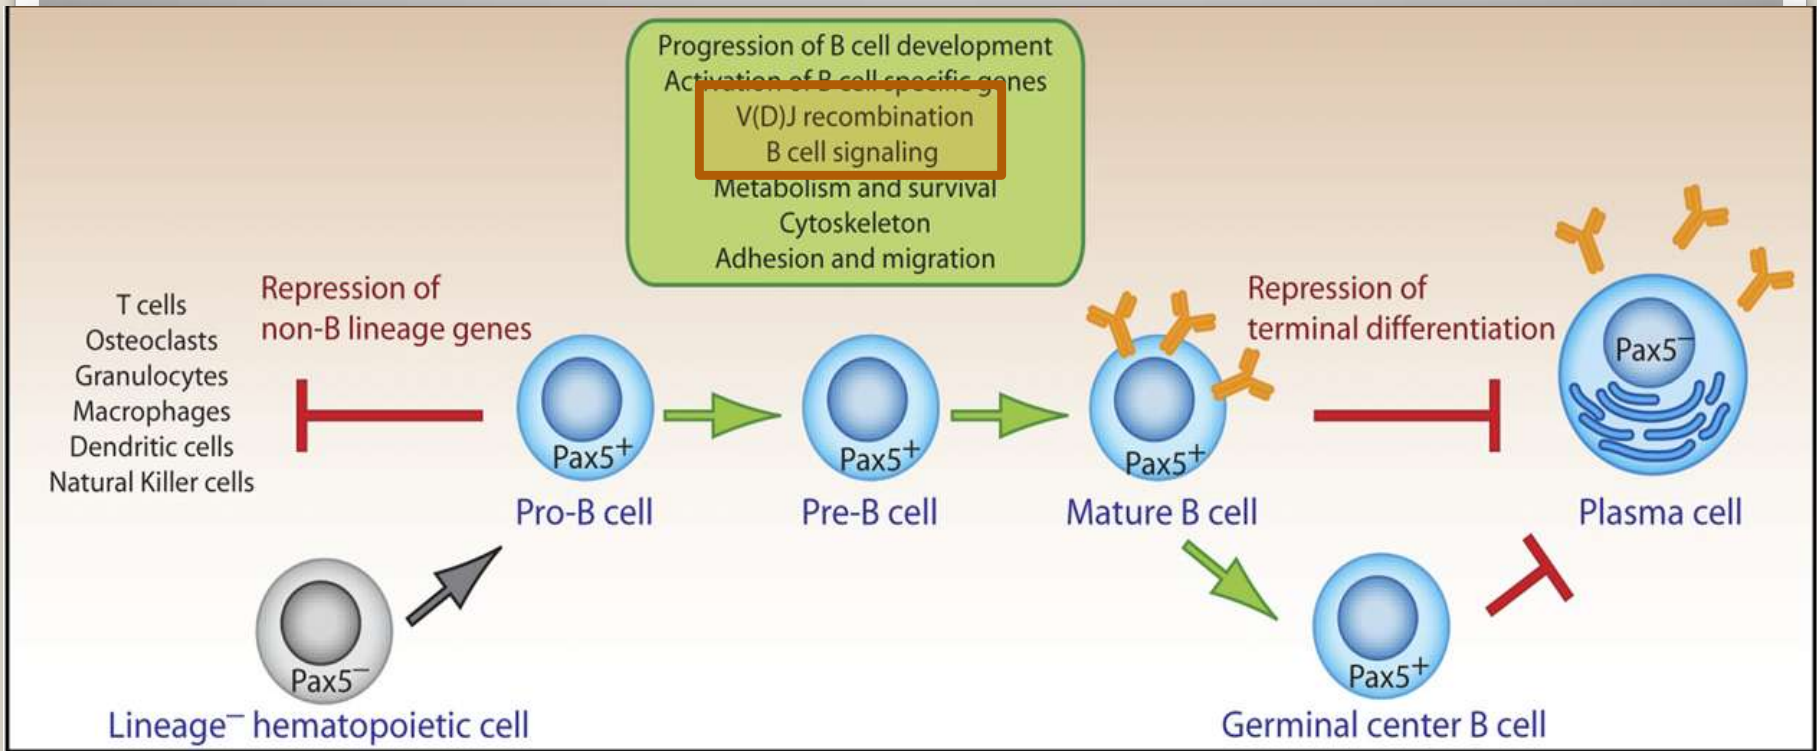 Progression of B cell development
Activation of B cell specific genes
V(D)J recombination
B cell signaling
Metabolism and survival
Cytoskeleton
Adhesion and migration
T cells
Osteoclasts
Granulocytes
Macrophages
Dendritic cells
Natural Killer cells
Repression of
non-B lineage genes
Repression of
terminal differentiation
Pax5⁺
Pro-B cell
Pax5⁺
Pre-B cell
Pax5⁺
Mature B cell
Pax5⁻
Plasma cell
Pax5⁻
Lineage⁻ hematopoietic cell
Pax5⁺
Germinal center B cell